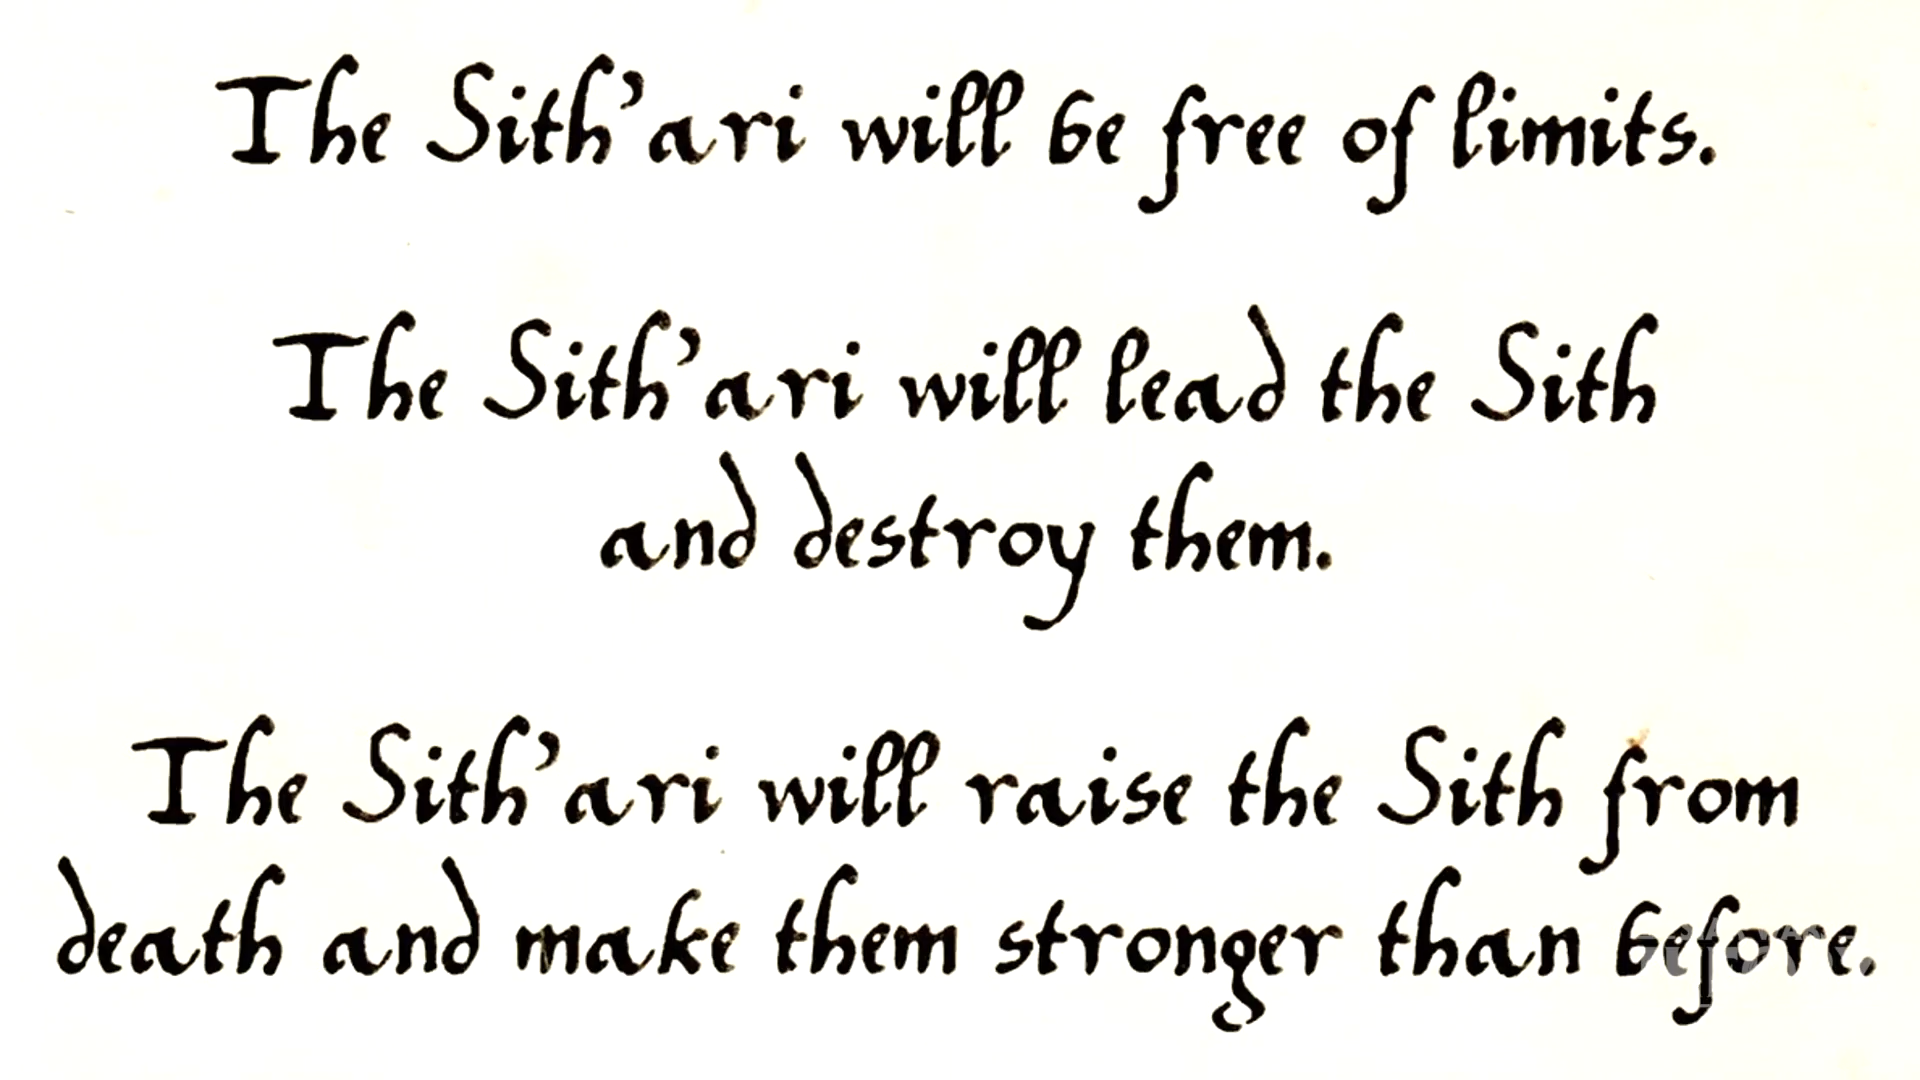 The Sith’ari will be free of limits.
The Sith’ari will lead the Sith
and destroy them.
The Sith’ari will raise the Sith from
death and make them stronger than before.